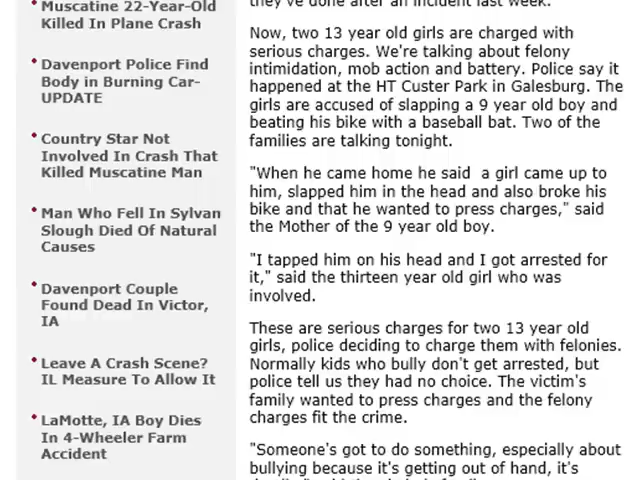 Muscatine 22-Year-Old
Killed In Plane Crash
Davenport Police Find
Body in Burning Car-
UPDATE
Country Star Not
Involved In Crash That
Killed Muscatine Man
Man Who Fell In Sylvan
Slough Died Of Natural
Causes
Davenport Couple
Found Dead In Victor,
IA
Leave A Crash Scene?
IL Measure To Allow It
LaMotte, IA Boy Dies
In 4-Wheeler Farm
Accident
they've done after an incident last week.
Now, two 13 year old girls are charged with
serious charges. We're talking about felony
intimidation, mob action and battery. Police say it
happened at the HT Custer Park in Galesburg. The
girls are accused of slapping a 9 year old boy and
beating his bike with a baseball bat. Two of the
families are talking tonight.
"When he came home he said a girl came up to
him, slapped him in the head and also broke his
bike and that he wanted to press charges," said
the Mother of the 9 year old boy.
"I tapped him on his head and I got arrested for
it," said the thirteen year old girl who was
involved.
These are serious charges for two 13 year old
girls, police deciding to charge them with felonies.
Normally kids who bully don't get arrested, but
police tell us they had no choice. The victim's
family wanted to press charges and the felony
charges fit the crime.
"Someone's got to do something, especially about
bullying because it's getting out of hand, it's